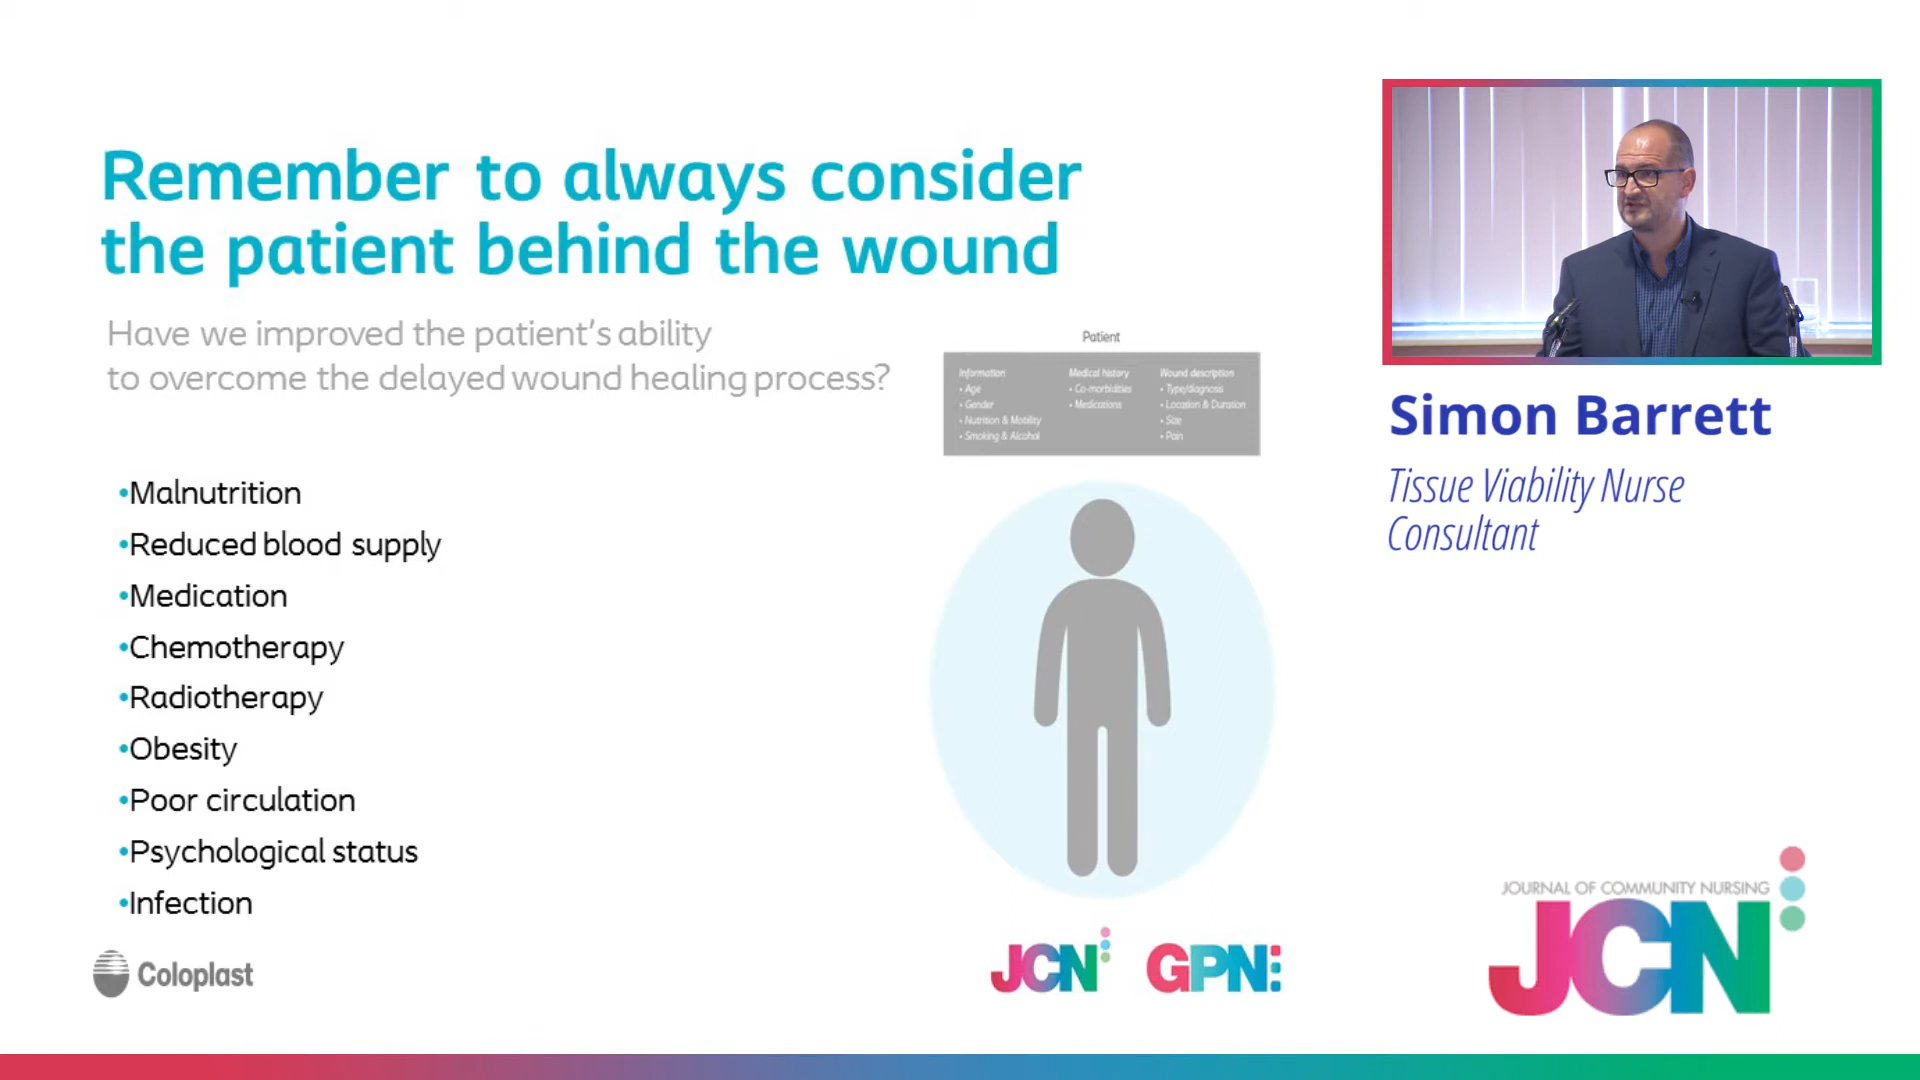 Remember to always consider
the patient behind the wound
Have we improved the patient's ability
to overcome the delayed wound healing process?
•Malnutrition
•Reduced blood supply
•Medication
•Chemotherapy
•Radiotherapy
•Obesity
•Poor circulation
•Psychological status
•Infection
Coloplast
Patient
Information
• Age
• Gender
• Nutrition & Motility
• Smoking & Alcohol
Medical history
• Co-morbidities
• Medications
Wound description
• Type/diagnosis
• Location & Duration
• Size
• Pain
JCN
GPN
Simon Barrett
Tissue Viability Nurse
Consultant
JOURNAL OF COMMUNITY NURSING
JCN